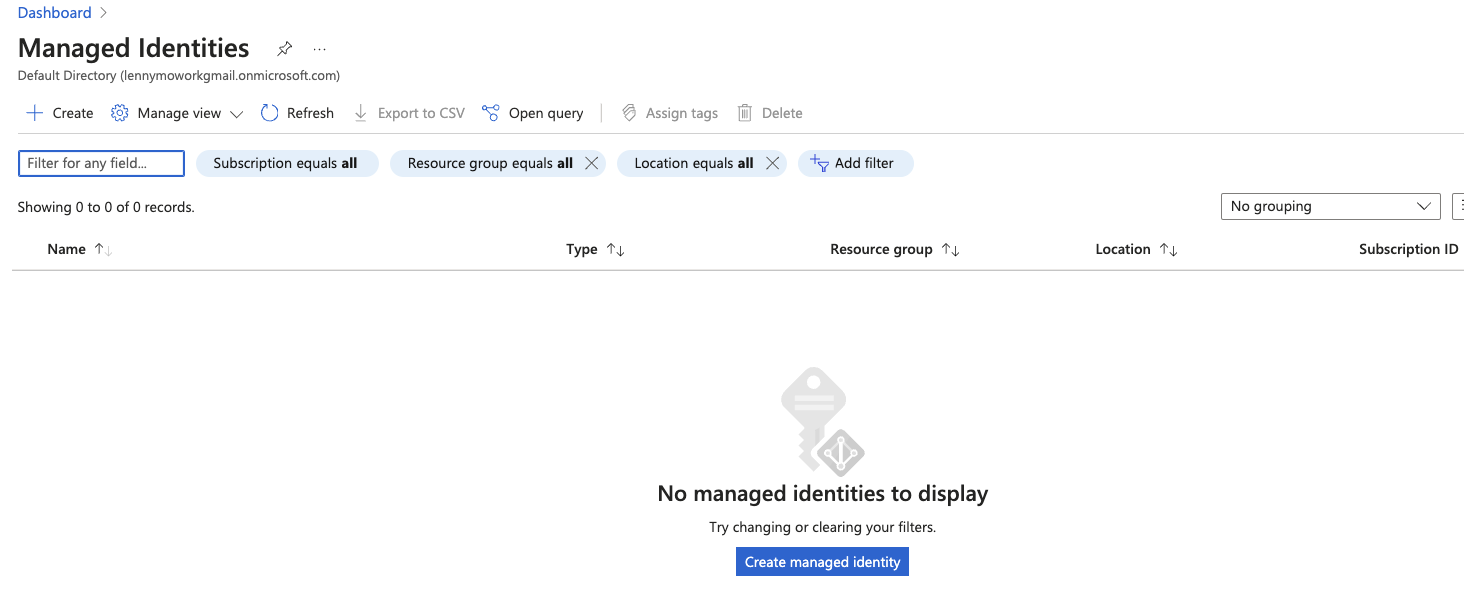 Dashboard
Managed Identities
Default Directory (lennymoworkgmail.onmicrosoft.com)
Create Manage view Refresh Export to CSV Open query Assign tags Delete
Filter for any field... Subscription equals all Resource group equals all Location equals all Add filter
Showing 0 to 0 of 0 records. No grouping
Name Type Resource group Location Subscription ID
No managed identities to display
Try changing or clearing your filters.
Create managed identity